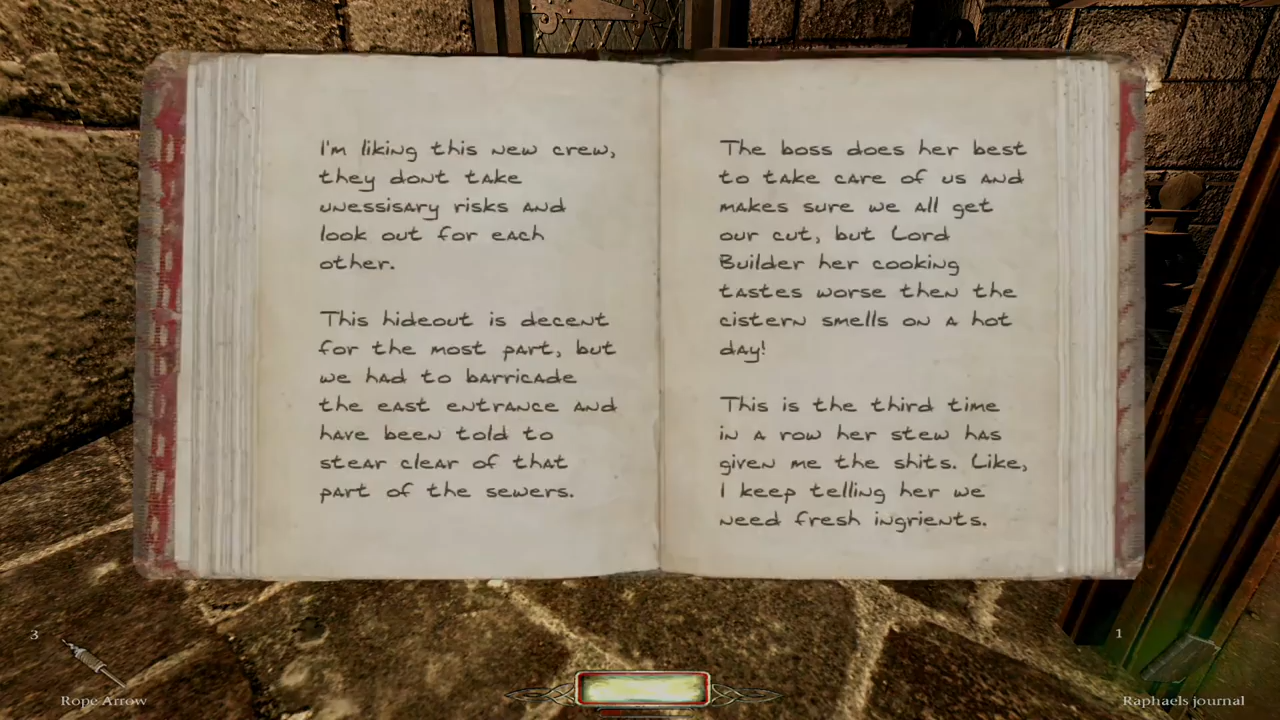 I'm liking this new crew,
they dont take
unessisary risks and
look out for each
other.
This hideout is decent
for the most part, but
we had to barricade
the east entrance and
have been told to
stear clear of that
part of the sewers.
The boss does her best
to take care of us and
makes sure we all get
our cut, but Lord
Builder her cooking
tastes worse then the
cistern smells on a hot
day!
This is the third time
in a row her stew has
given me the shits. Like,
I keep telling her we
need fresh ingrients.
3
Rope Arrow
1
Raphaels journal